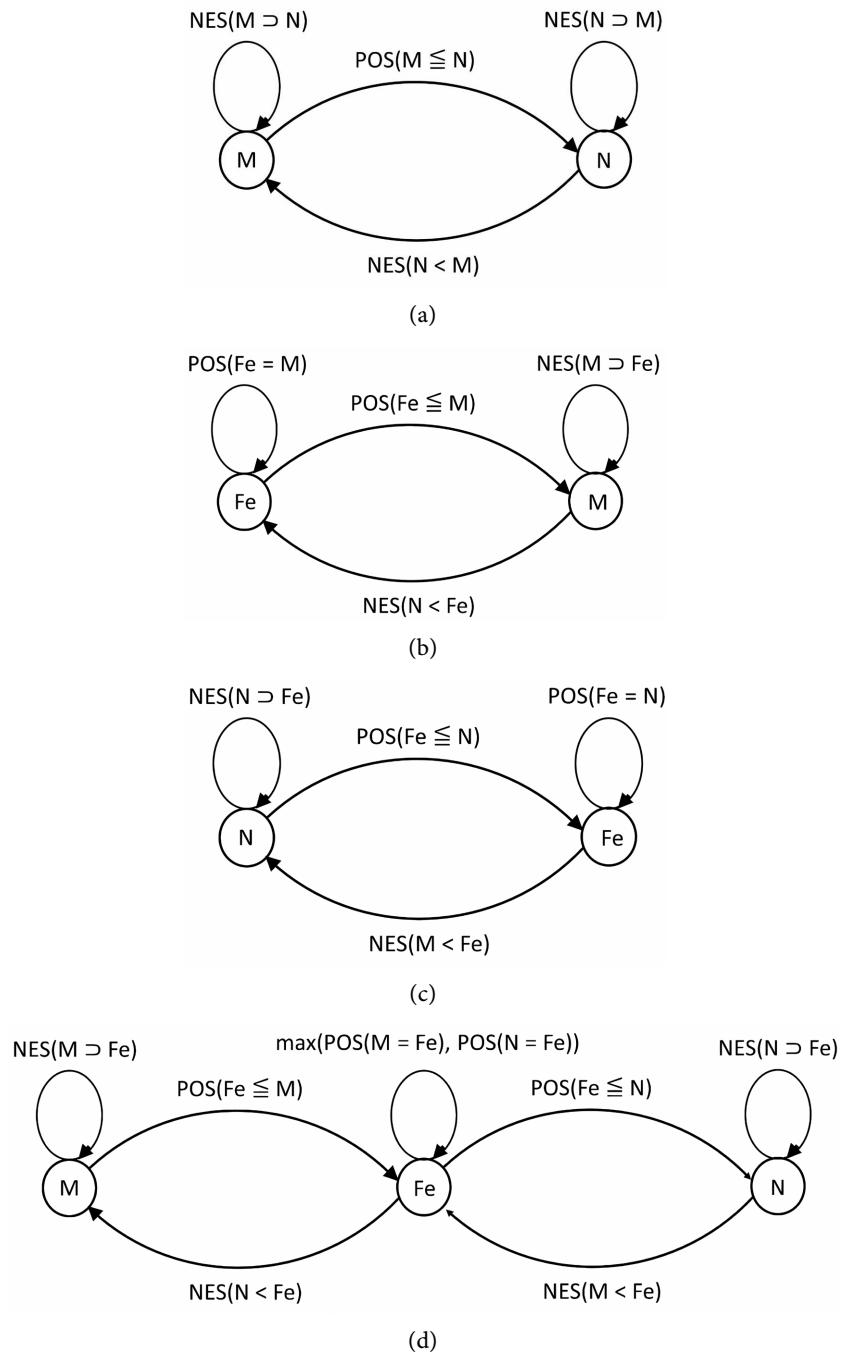 NES(M ⊃ N) NES(N ⊃ M)
POS(M ≦ N)
M N
NES(N < M)
(a)
POS(Fe = M) NES(M ⊃ Fe)
POS(Fe ≦ M)
Fe M
NES(N < Fe)
(b)
NES(N ⊃ Fe) POS(Fe = N)
POS(Fe ≦ N)
N Fe
NES(M < Fe)
(c)
NES(M ⊃ Fe) max(POS(M = Fe), POS(N = Fe)) NES(N ⊃ Fe)
POS(Fe ≦ M) POS(Fe ≦ N)
M Fe N
NES(N < Fe) NES(M < Fe)
(d)